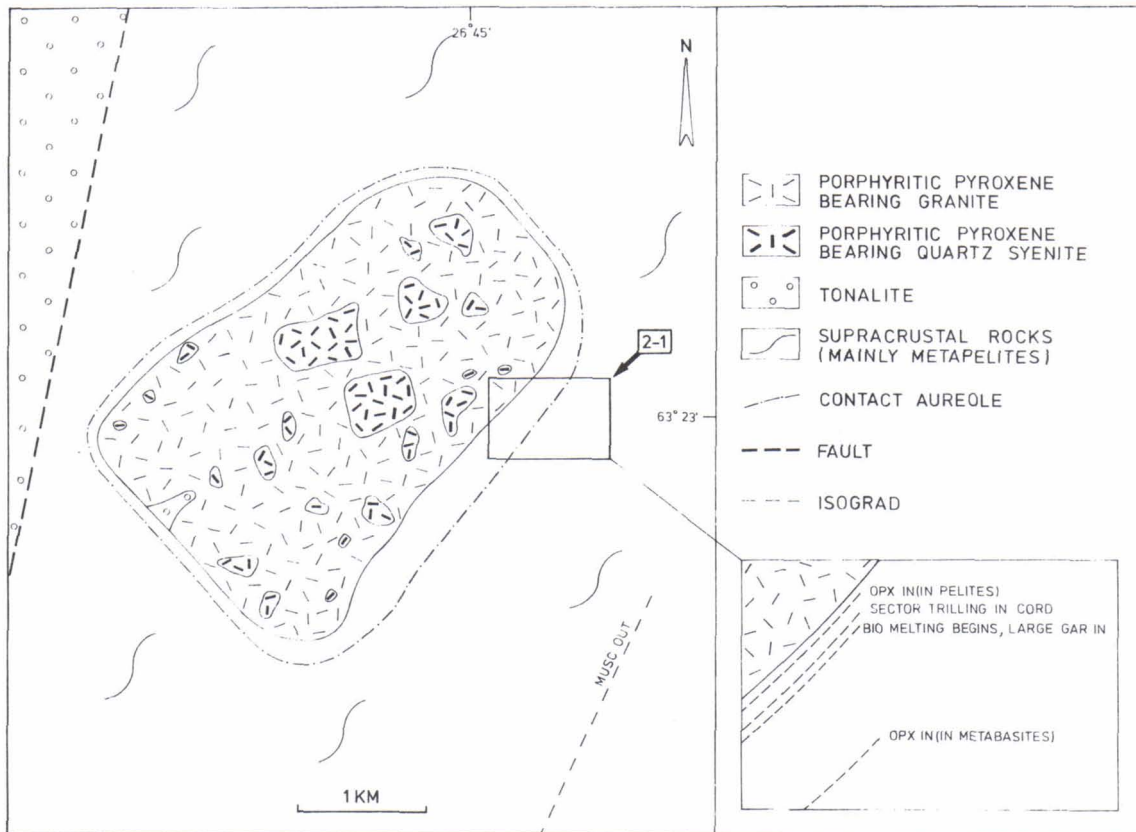 26°45'
N
2-1
63° 23'
MUSC OUT
1 KM
PORPHYRITIC PYROXENE
BEARING GRANITE
PORPHYRITIC PYROXENE
BEARING QUARTZ SYENITE
TONALITE
SUPRACRUSTAL ROCKS
(MAINLY METAPELITES)
CONTACT AUREOLE
FAULT
ISOGRAD
OPX IN (IN PELITES)
SECTOR TRILLING IN CORD
BIO MELTING BEGINS, LARGE GAR IN
OPX IN (IN METABASITES)